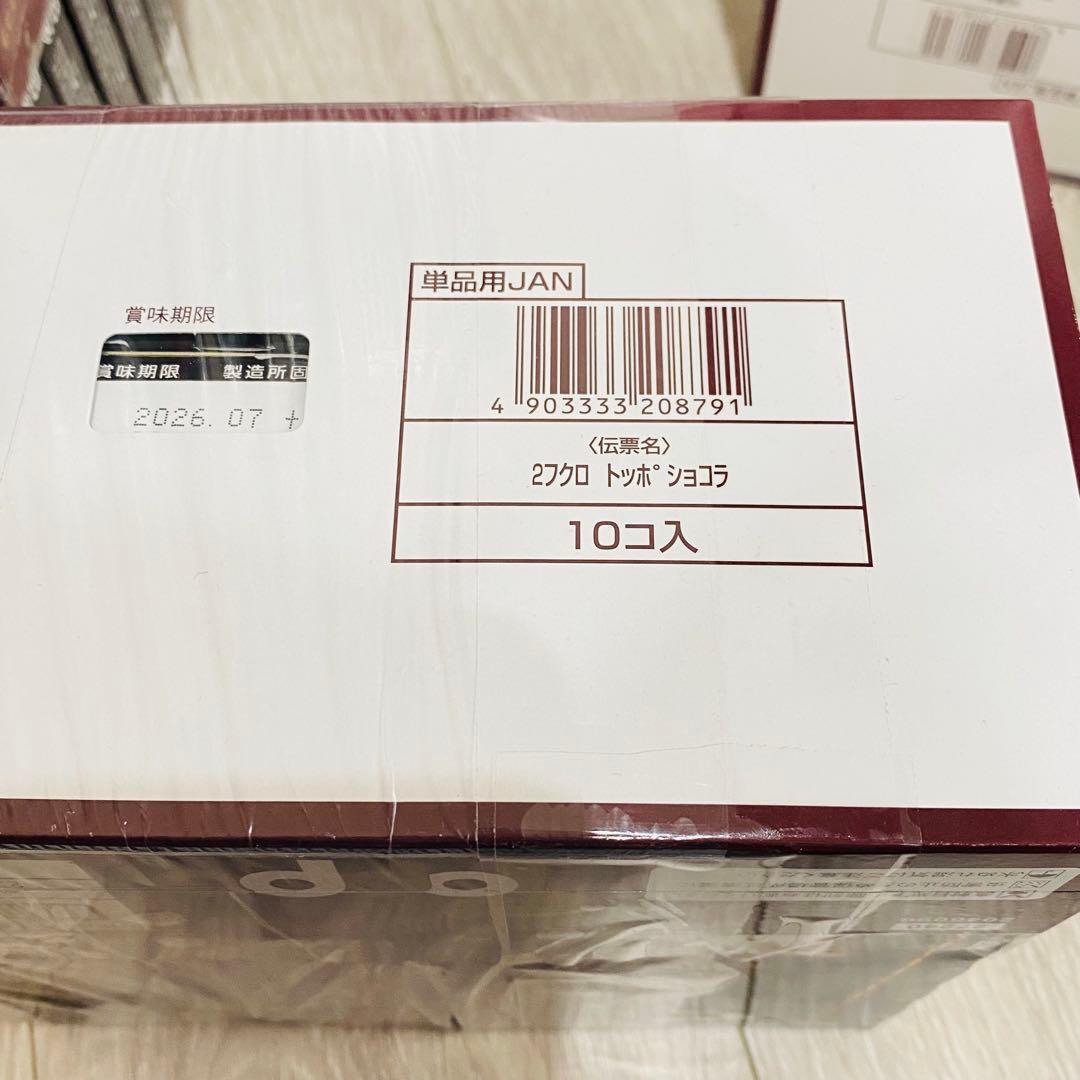 賞味期限
賞味期限 製造所固
2026. 07 +
単品用JAN
4 903333 208791
〈伝票名〉
2フクロ トッポ ショコラ
10コ入